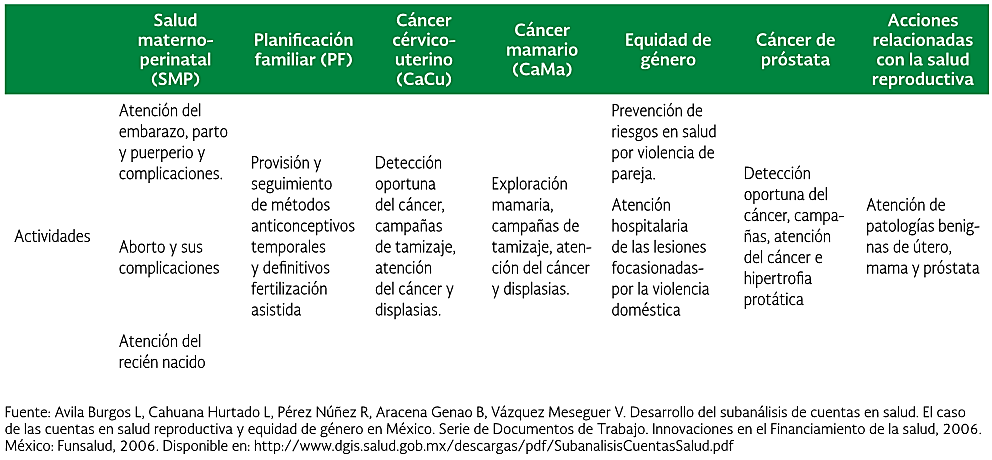 Salud
materno-
perinatal
(SMP)
Planificación
familiar (PF)
Cáncer
cérvico-
uterino
(CaCu)
Cáncer
mamario
(CaMa)
Equidad de
género
Cáncer de
próstata
Acciones
relacionadas
con la salud
reproductiva
Actividades
Atención del
embarazo, parto
y puerperio y
complicaciones.
Aborto y sus
complicaciones
Atención del
recién nacido
Provisión y
seguimiento
de métodos
anticonceptivos
temporales
y definitivos
fertilización
asistida
Detección
oportuna
del cáncer,
campañas
de tamizaje,
atención
del cáncer y
displasias.
Exploración
mamaria,
campañas de
tamizaje, aten-
ción del cáncer
y displasias.
Prevención de
riesgos en salud
por violencia de
pareja.
Atención
hospitalaria
de las lesiones
focasionadas-
por la violencia
doméstica
Detección
oportuna del
cáncer, campa-
ñas, atención
del cáncer e
hipertrofia
protática
Atención de
patologías benig-
nas de útero,
mama y próstata
Fuente: Avila Burgos L, Cahuana Hurtado L, Pérez Núñez R, Aracena Genao B, Vázquez Meseguer V. Desarrollo del subanálisis de cuentas en salud. El caso
de las cuentas en salud reproductiva y equidad de género en México. Serie de Documentos de Trabajo. Innovaciones en el Financiamiento de la salud, 2006.
México: Funsalud, 2006. Disponible en: http://www.dgis.salud.gob.mx/descargas/pdf/SubanalisisCuentasSalud.pdf